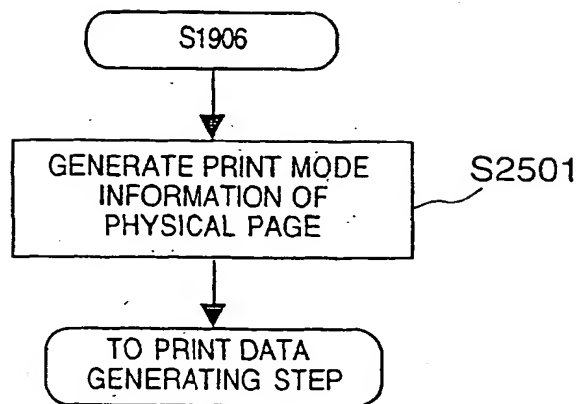 S1906
GENERATE PRINT MODE
INFORMATION OF
PHYSICAL PAGE
S2501
TO PRINT DATA
GENERATING STEP